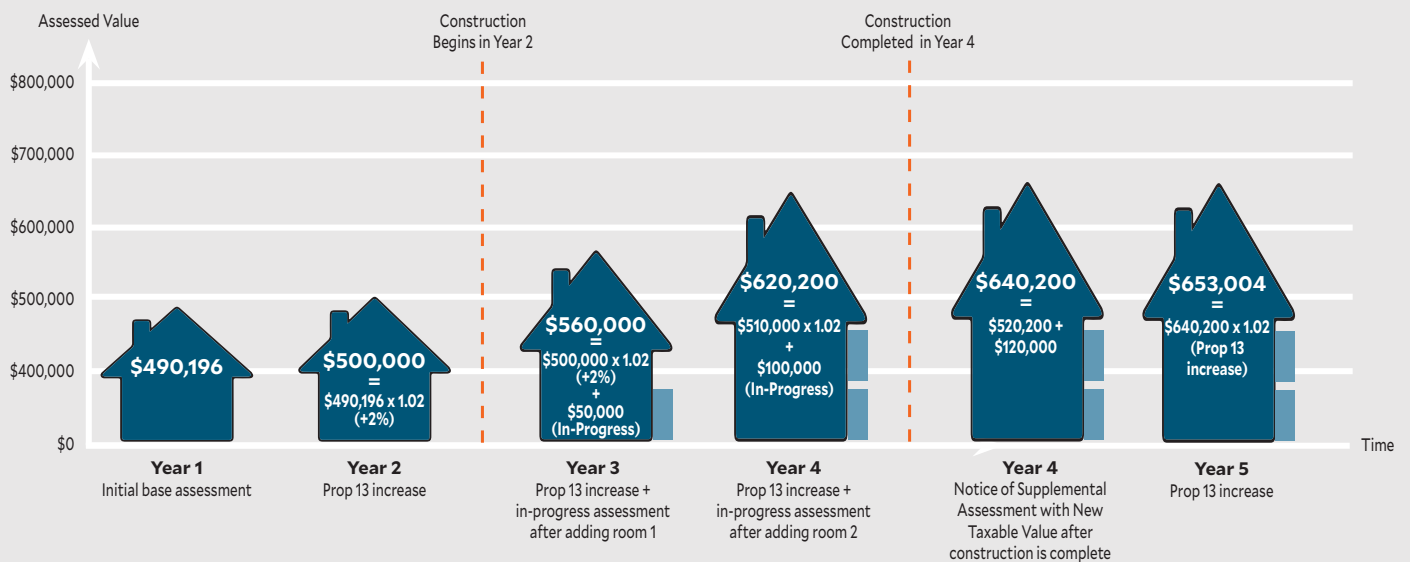 Assessed Value
Construction
Begins in Year 2
Construction
Completed in Year 4
$800,000
$700,000
$600,000
$500,000
$400,000
$0
$490,196
$500,000
=
$490,196 x 1.02
(+2%)
$560,000
=
$500,000 x 1.02
(+2%)
+
$50,000
(In-Progress)
$620,200
=
$510,000 x 1.02
+
$100,000
(In-Progress)
$640,200
=
$520,200 +
$120,000
$653,004
=
$640,200 x 1.02
(Prop 13
increase)
Time
Year 1
Initial base assessment
Year 2
Prop 13 increase
Year 3
Prop 13 increase +
in-progress assessment
after adding room 1
Year 4
Prop 13 increase +
in-progress assessment
after adding room 2
Year 4
Notice of Supplemental
Assessment with New
Taxable Value after
construction is complete
Year 5
Prop 13 increase